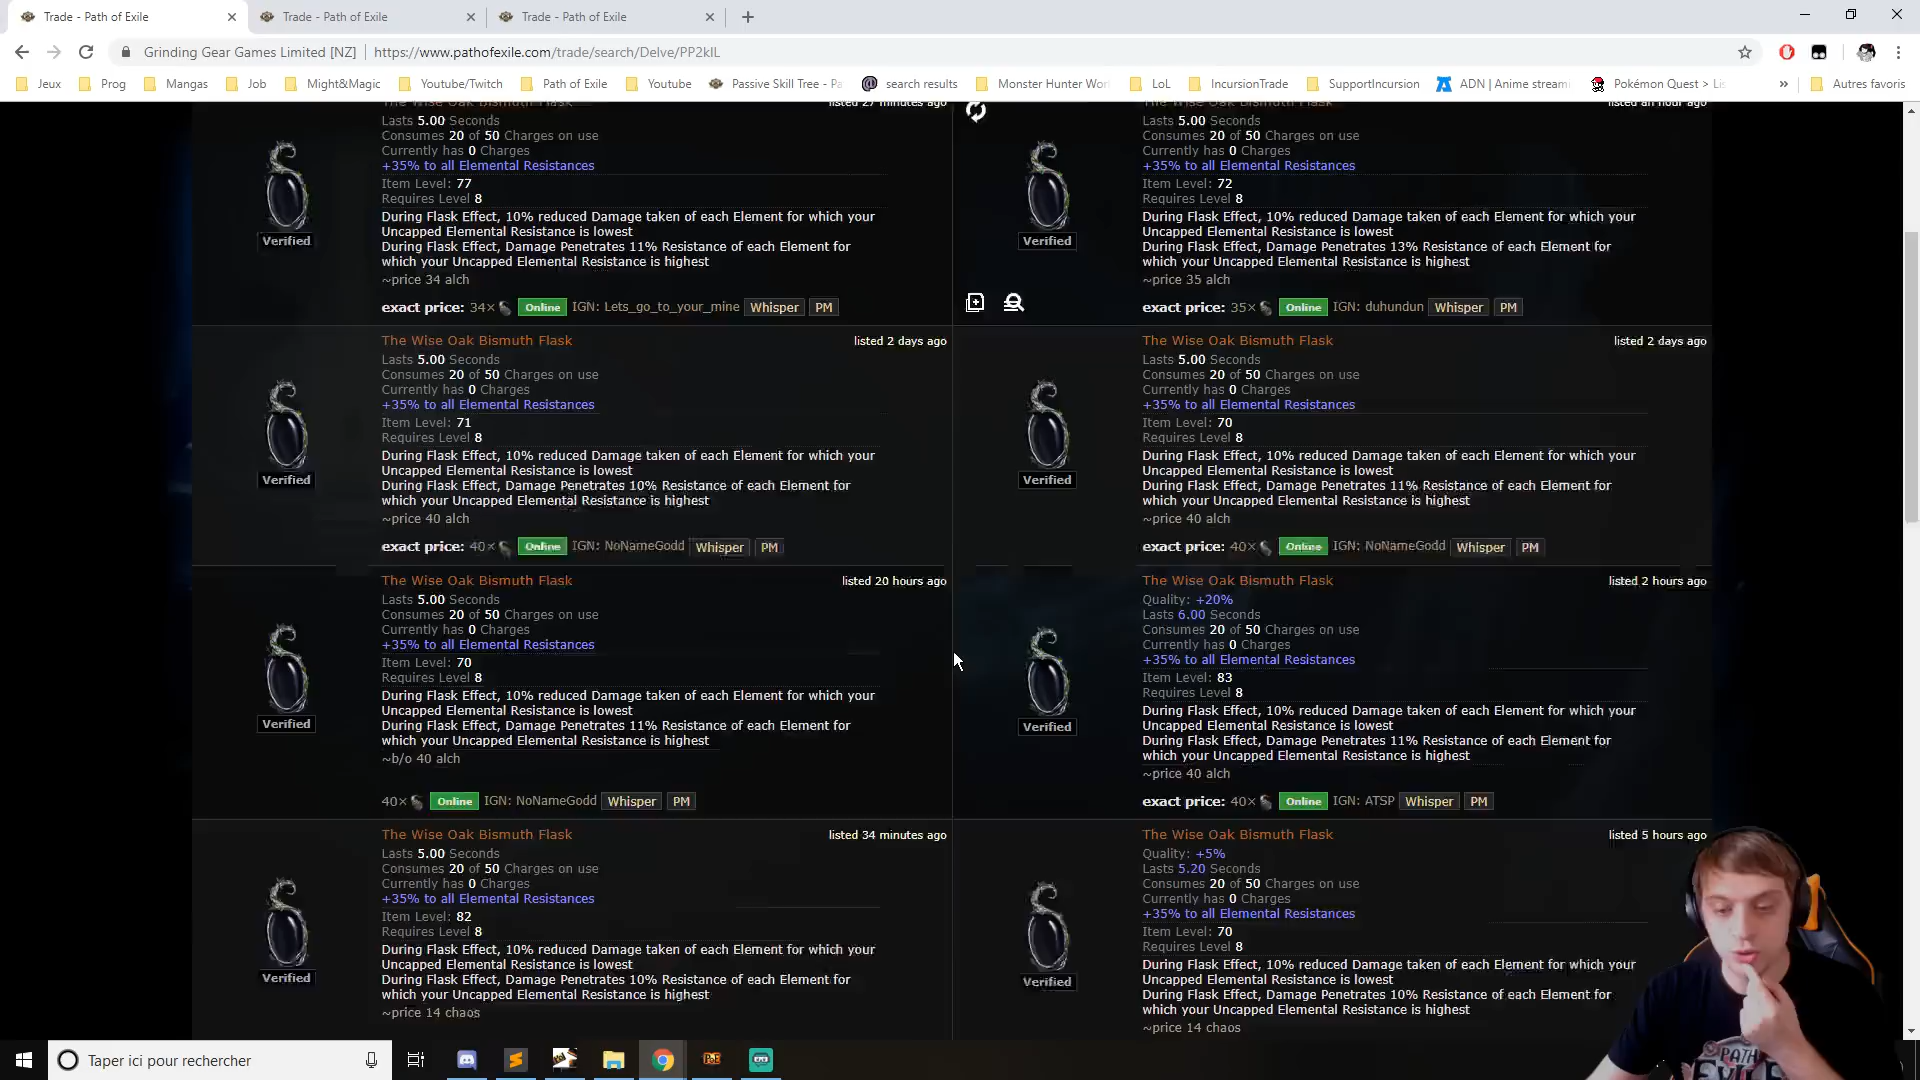 Trade - Path of Exile
Trade - Path of Exile
Trade - Path of Exile
Grinding Gear Games Limited [NZ] | https://www.pathofexile.com/trade/search/Delve/PP2kIL
Jeux Prog Mangas Job Might&Magic Youtube/Twitch Path of Exile Youtube Passive Skill Tree - Pa search results Monster Hunter Wor LoL IncursionTrade SupportIncursion ADN | Anime streami Pokémon Quest > Lis » Autres favoris
The Wise Oak Bismuth Flask
listed 27 minutes ago
Lasts 5.00 Seconds
Consumes 20 of 50 Charges on use
Currently has 0 Charges
+35% to all Elemental Resistances
Item Level: 77
Requires Level 8
During Flask Effect, 10% reduced Damage taken of each Element for which your
Uncapped Elemental Resistance is lowest
During Flask Effect, Damage Penetrates 11% Resistance of each Element for
which your Uncapped Elemental Resistance is highest
~price 34 alch
Verified
exact price: 34× Online IGN: Lets_go_to_your_mine Whisper PM
The Wise Oak Bismuth Flask
listed an hour ago
Lasts 5.00 Seconds
Consumes 20 of 50 Charges on use
Currently has 0 Charges
+35% to all Elemental Resistances
Item Level: 72
Requires Level 8
During Flask Effect, 10% reduced Damage taken of each Element for which your
Uncapped Elemental Resistance is lowest
During Flask Effect, Damage Penetrates 13% Resistance of each Element for
which your Uncapped Elemental Resistance is highest
~price 35 alch
Verified
exact price: 35× Online IGN: duhundun Whisper PM
The Wise Oak Bismuth Flask
listed 2 days ago
Lasts 5.00 Seconds
Consumes 20 of 50 Charges on use
Currently has 0 Charges
+35% to all Elemental Resistances
Item Level: 71
Requires Level 8
During Flask Effect, 10% reduced Damage taken of each Element for which your
Uncapped Elemental Resistance is lowest
During Flask Effect, Damage Penetrates 10% Resistance of each Element for
which your Uncapped Elemental Resistance is highest
~price 40 alch
Verified
exact price: 40× Online IGN: NoNameGodd Whisper PM
The Wise Oak Bismuth Flask
listed 2 days ago
Lasts 5.00 Seconds
Consumes 20 of 50 Charges on use
Currently has 0 Charges
+35% to all Elemental Resistances
Item Level: 70
Requires Level 8
During Flask Effect, 10% reduced Damage taken of each Element for which your
Uncapped Elemental Resistance is lowest
During Flask Effect, Damage Penetrates 11% Resistance of each Element for
which your Uncapped Elemental Resistance is highest
~price 40 alch
Verified
exact price: 40× Online IGN: NoNameGodd Whisper PM
The Wise Oak Bismuth Flask
listed 20 hours ago
Lasts 5.00 Seconds
Consumes 20 of 50 Charges on use
Currently has 0 Charges
+35% to all Elemental Resistances
Item Level: 70
Requires Level 8
During Flask Effect, 10% reduced Damage taken of each Element for which your
Uncapped Elemental Resistance is lowest
During Flask Effect, Damage Penetrates 11% Resistance of each Element for
which your Uncapped Elemental Resistance is highest
~b/o 40 alch
Verified
40× Online IGN: NoNameGodd Whisper PM
The Wise Oak Bismuth Flask
listed 2 hours ago
Quality: +20%
Lasts 6.00 Seconds
Consumes 20 of 50 Charges on use
Currently has 0 Charges
+35% to all Elemental Resistances
Item Level: 83
Requires Level 8
During Flask Effect, 10% reduced Damage taken of each Element for which your
Uncapped Elemental Resistance is lowest
During Flask Effect, Damage Penetrates 11% Resistance of each Element for
which your Uncapped Elemental Resistance is highest
~price 40 alch
Verified
exact price: 40× Online IGN: ATSP Whisper PM
The Wise Oak Bismuth Flask
listed 34 minutes ago
Lasts 5.00 Seconds
Consumes 20 of 50 Charges on use
Currently has 0 Charges
+35% to all Elemental Resistances
Item Level: 82
Requires Level 8
During Flask Effect, 10% reduced Damage taken of each Element for which your
Uncapped Elemental Resistance is lowest
During Flask Effect, Damage Penetrates 10% Resistance of each Element for
which your Uncapped Elemental Resistance is highest
~price 14 chaos
Verified
The Wise Oak Bismuth Flask
listed 5 hours ago
Quality: +5%
Lasts 5.20 Seconds
Consumes 20 of 50 Charges on use
Currently has 0 Charges
+35% to all Elemental Resistances
Item Level: 70
Requires Level 8
During Flask Effect, 10% reduced Damage taken of each Element for which your
Uncapped Elemental Resistance is lowest
During Flask Effect, Damage Penetrates 10% Resistance of each Element for
which your Uncapped Elemental Resistance is highest
~price 14 chaos
Verified
PATH
Taper ici pour rechercher